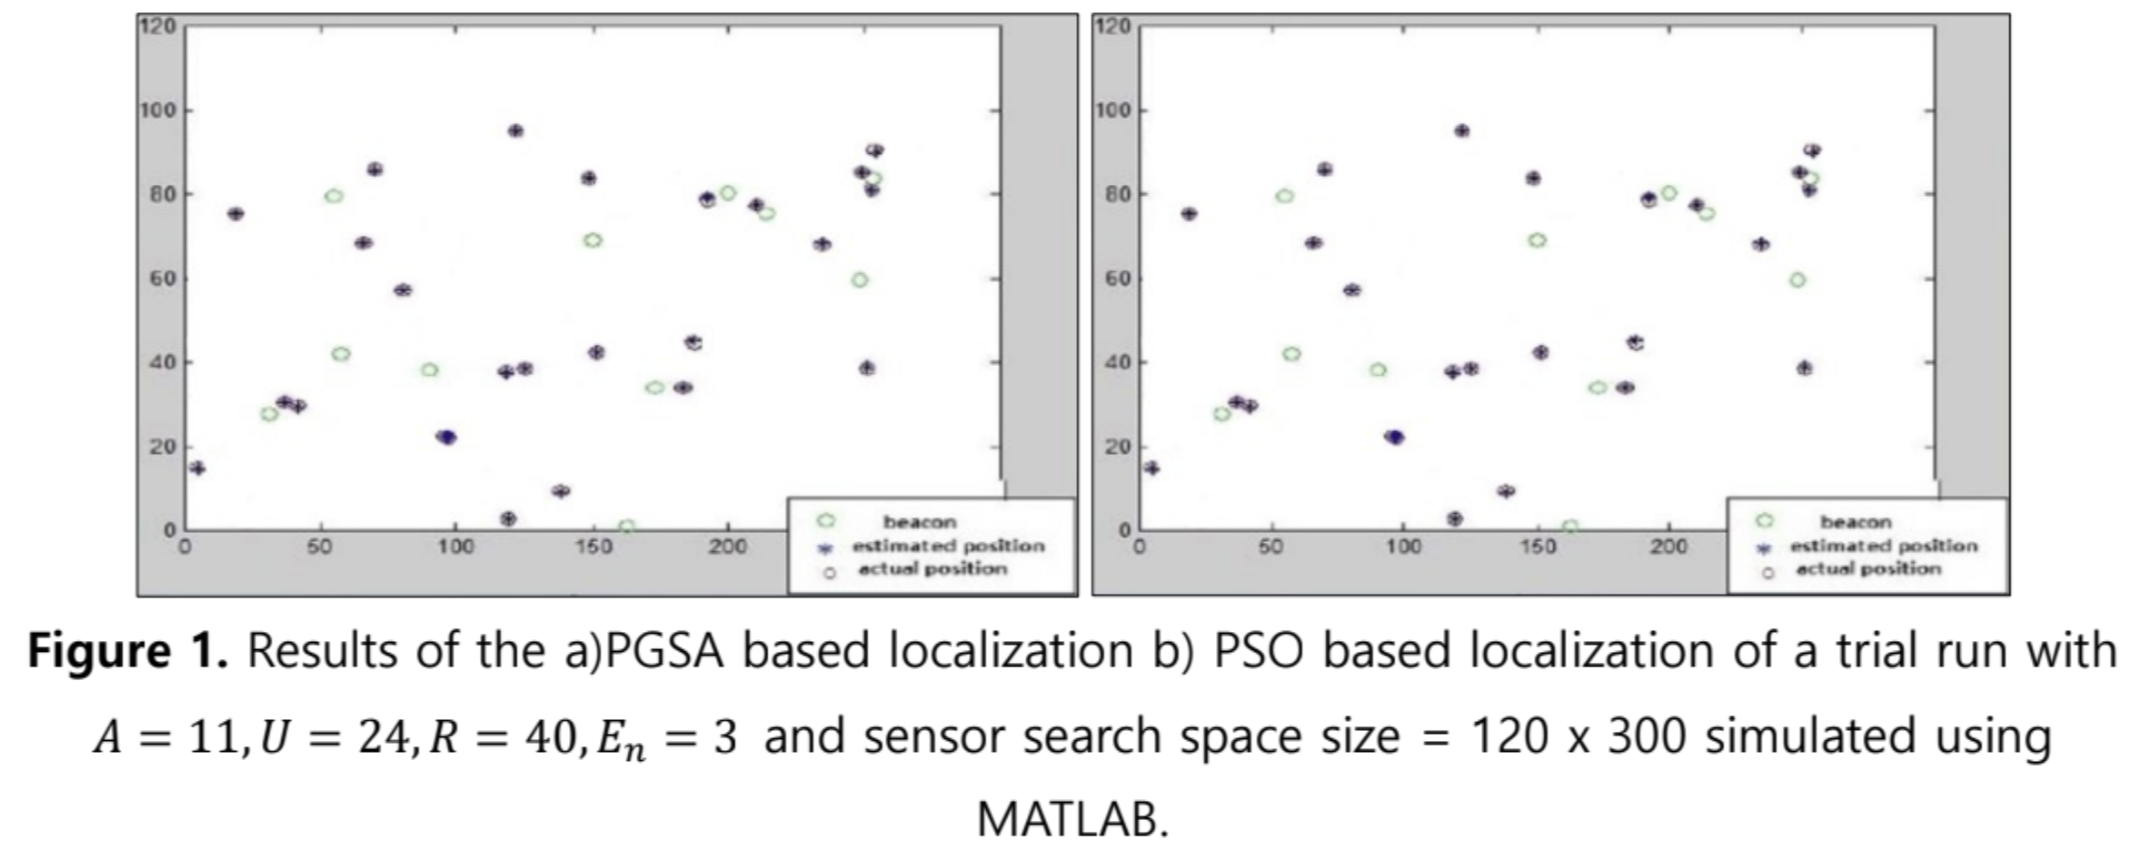 120
100
80
60
40
20
0
0 50 100 150 200
beacon
estimated position
actual position
120
100
80
60
40
20
0
0 50 100 150 200
beacon
estimated position
actual position
Figure 1. Results of the a)PGSA based localization b) PSO based localization of a trial run with
A = 11, U = 24, R = 40, Eₙ = 3 and sensor search space size = 120 x 300 simulated using
MATLAB.